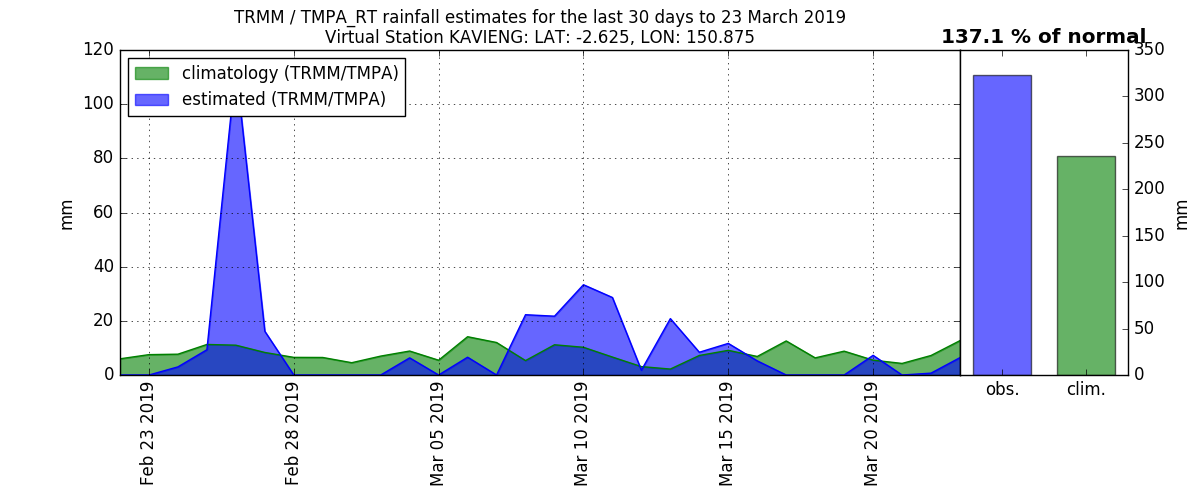 TRMM / TMPA_RT rainfall estimates for the last 30 days to 23 March 2019
Virtual Station KAVIENG: LAT: -2.625, LON: 150.875
137.1 % of normal
climatology (TRMM/TMPA)
estimated (TRMM/TMPA)
120
100
80
60
40
20
0
mm
Feb 23 2019
Feb 28 2019
Mar 05 2019
Mar 10 2019
Mar 15 2019
Mar 20 2019
350
300
250
200
150
100
50
0
mm
obs.
clim.